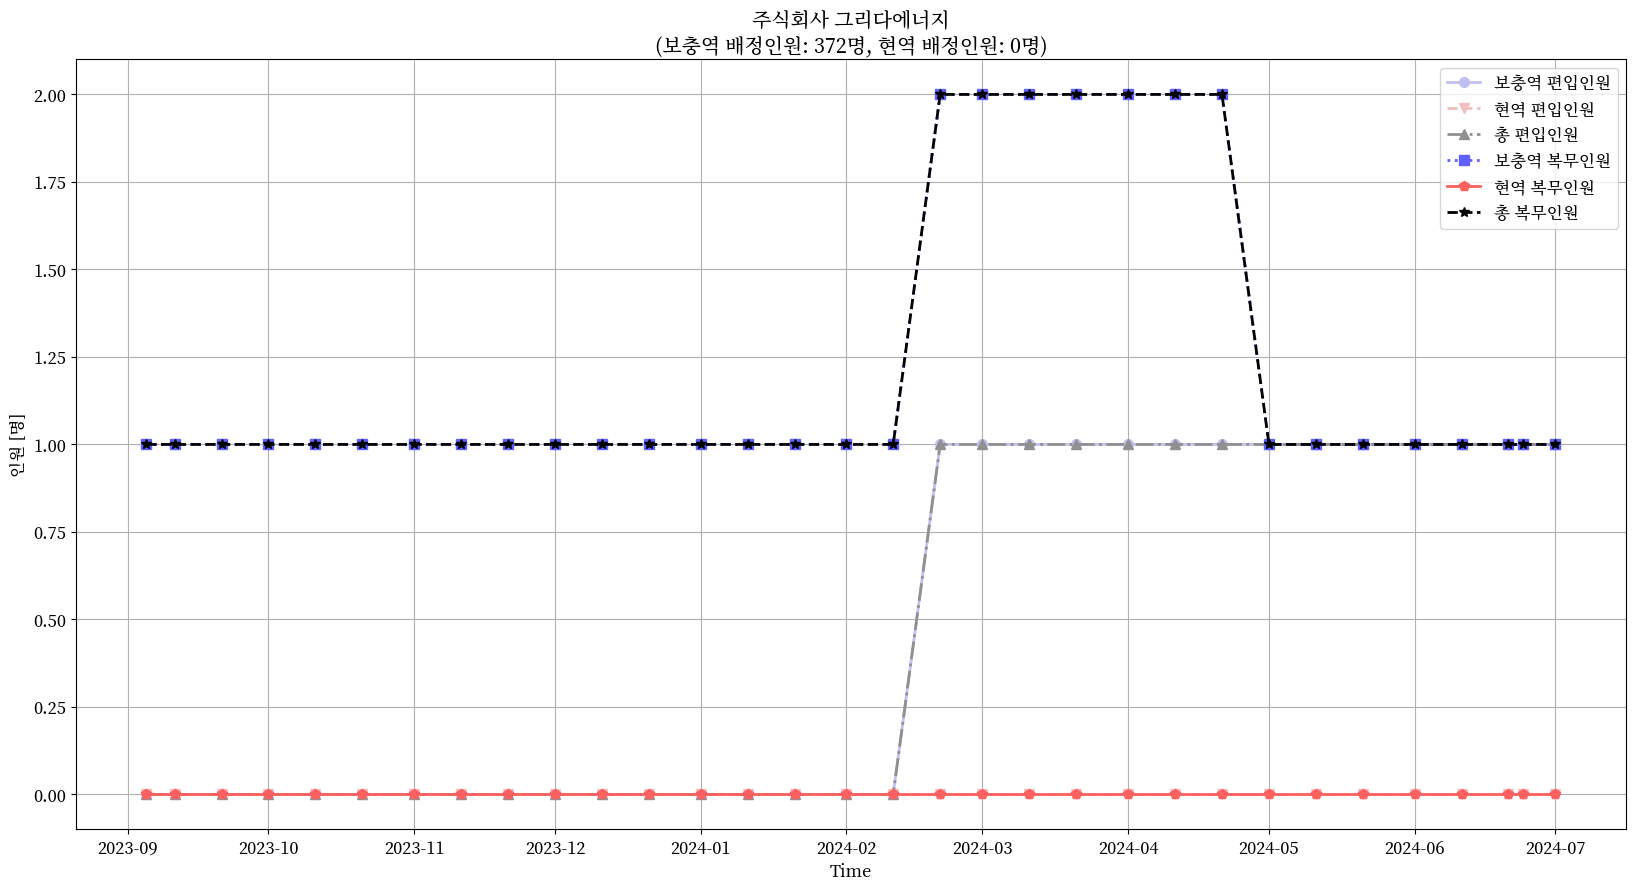 주식회사 그리다에너지
(보충역 배정인원: 372명, 현역 배정인원: 0명)
보충역 편입인원
현역 편입인원
총 편입인원
보충역 복무인원
현역 복무인원
총 복무인원
인원 [명]
2.00
1.75
1.50
1.25
1.00
0.75
0.50
0.25
0.00
2023-09
2023-10
2023-11
2023-12
2024-01
2024-02
2024-03
2024-04
2024-05
2024-06
2024-07
Time